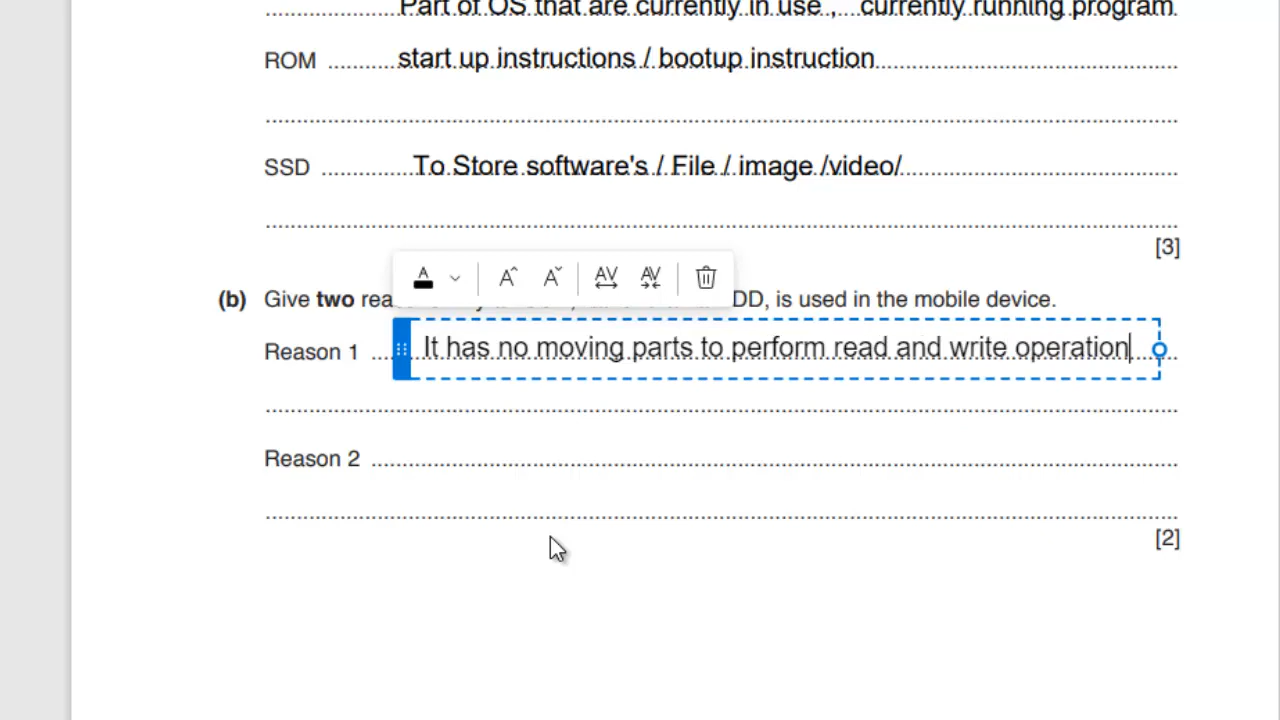 Part of OS that are currently in use , currently running program
ROM start up instructions / bootup instruction
SSD To Store software's / File / image /video/
[3]
A A A AV AV
(b) Give two rea DD, is used in the mobile device.
Reason 1 It has no moving parts to perform read and write operation
Reason 2
[2]